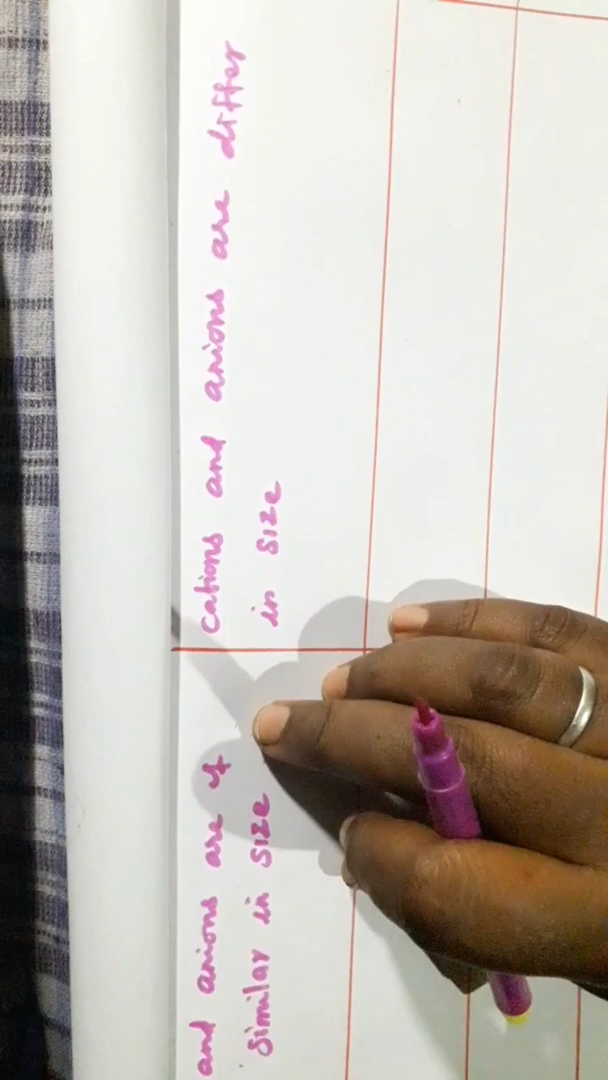 and anions are of
similar in size
cations and anions are differ
in size